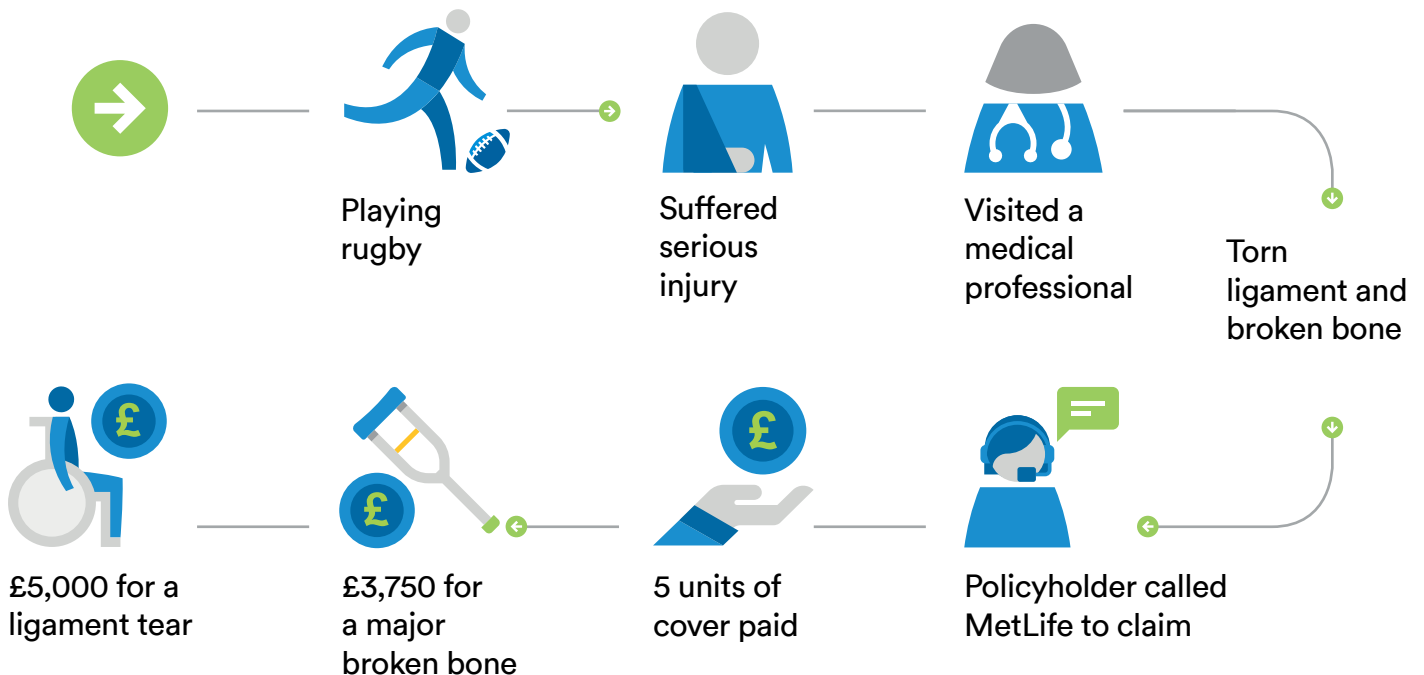 Playing
rugby
Suffered
serious
injury
Visited a
medical
professional
Torn
ligament and
broken bone
Policyholder called
MetLife to claim
£
5 units of
cover paid
£
£3,750 for
a major
broken bone
£
£5,000 for a
ligament tear